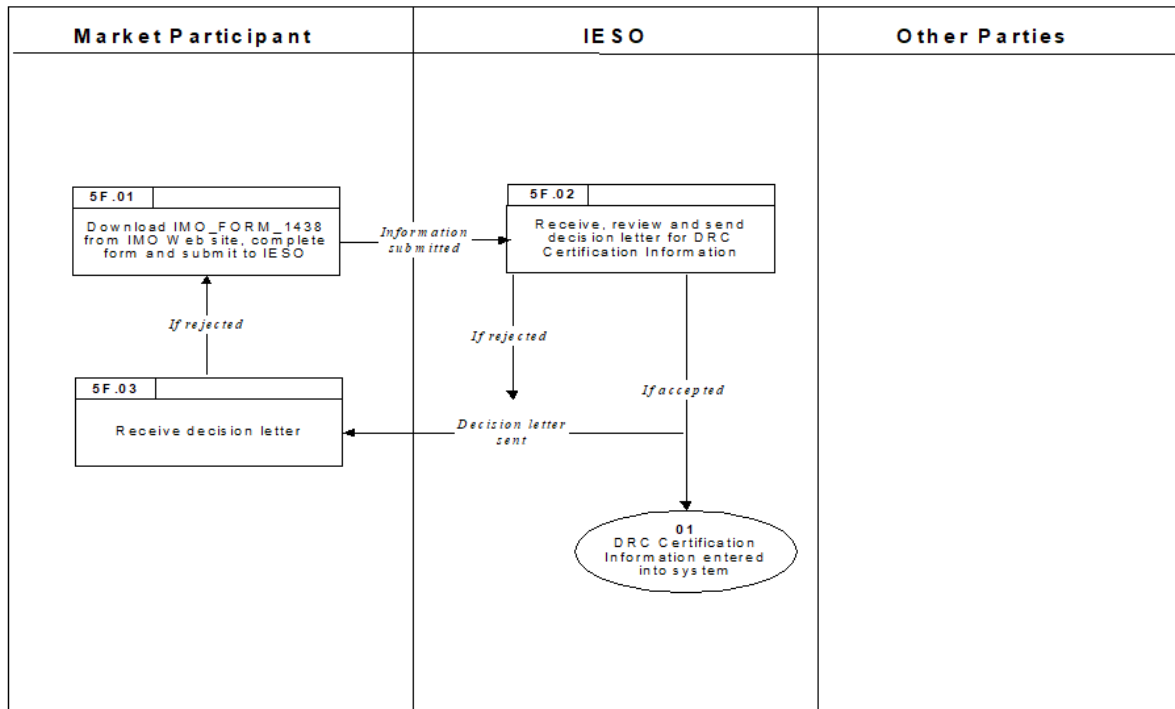 Market Participant
IESO
Other Parties
5F.01
Download IMO_FORM_1438
from IMO Web site, complete
form and submit to IESO
Information
submitted
5F.02
Receive, review and send
decision letter for DRC
Certification Information
If rejected
If rejected
5F.03
Receive decision letter
If accepted
Decision letter
sent
01
DRC Certification
Information entered
into system